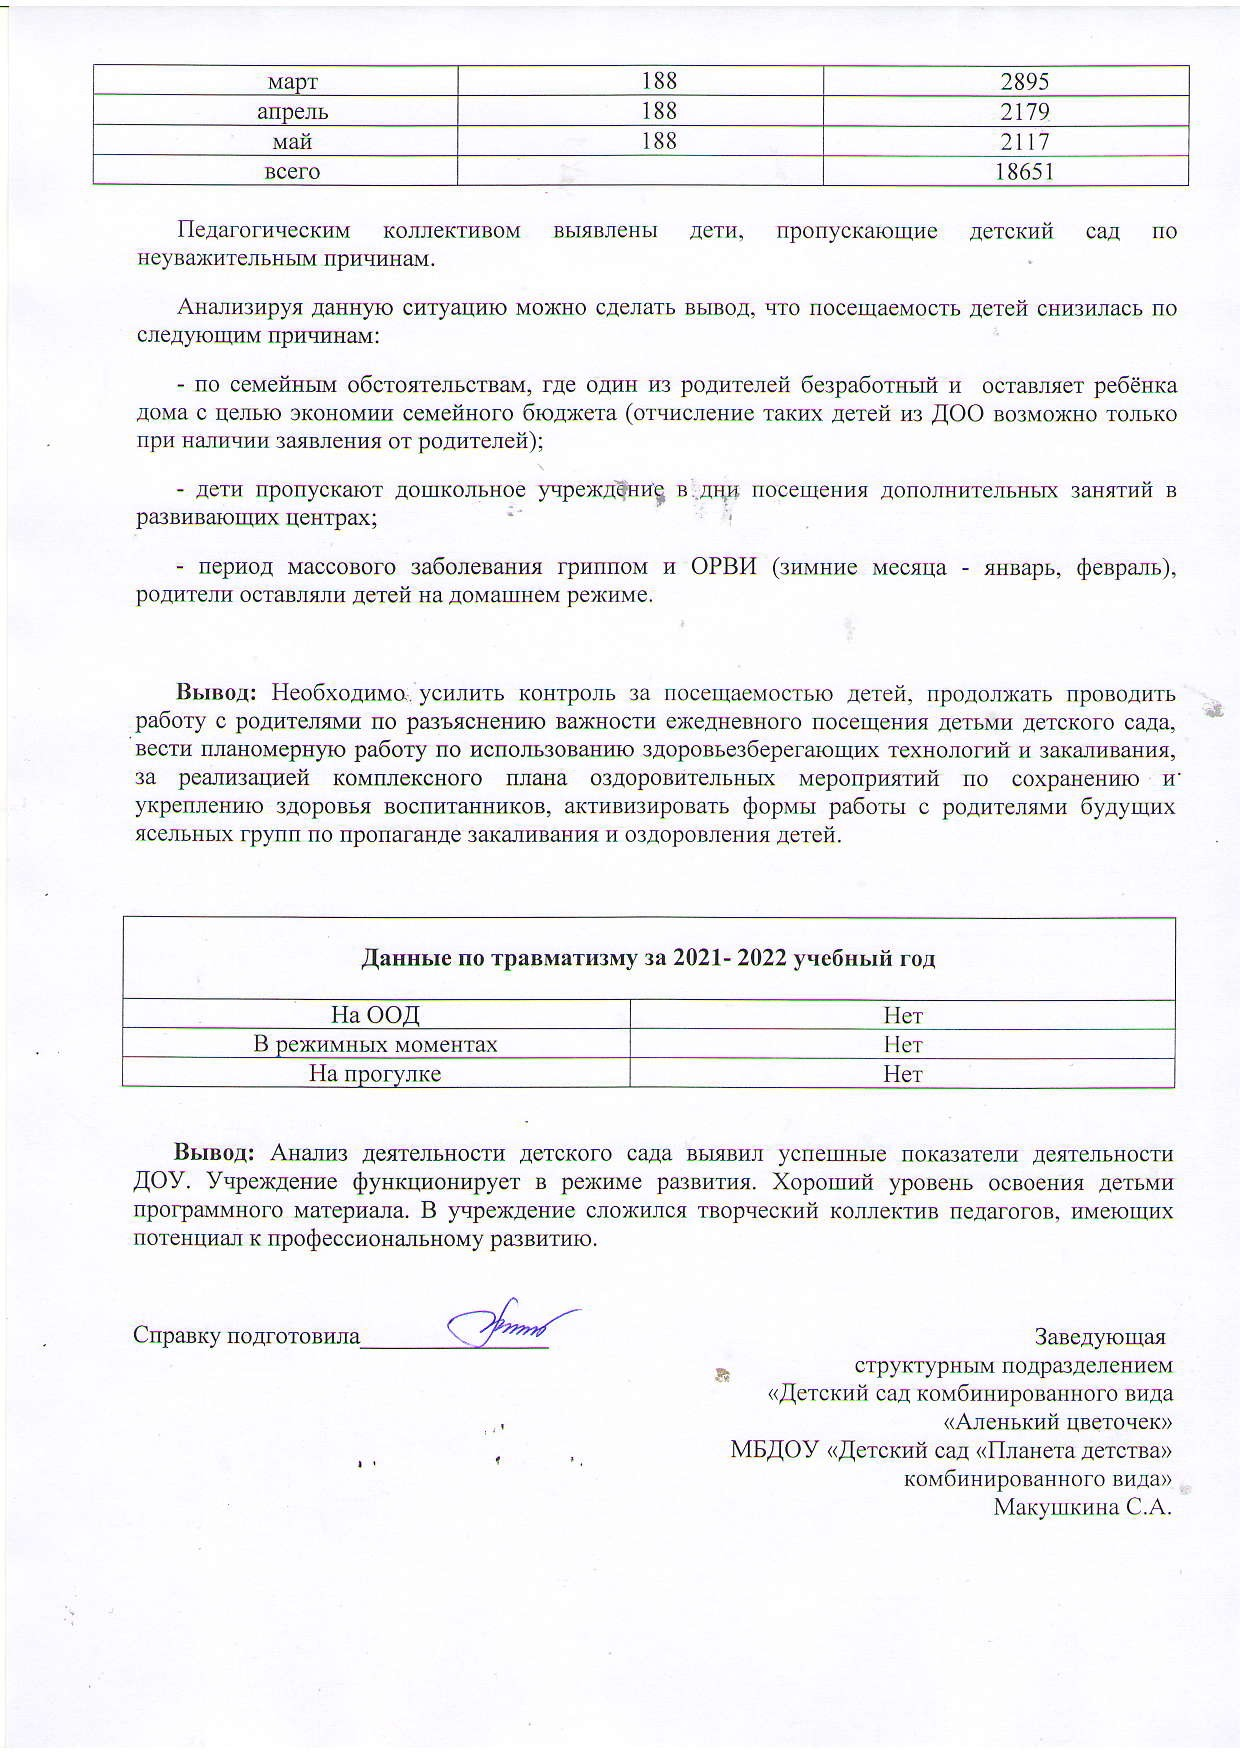 март 188 2895
апрель 188 2179
май 188 2117
всего 18651
Педагогическим коллективом выявлены дети, пропускающие детский сад по
неуважительным причинам.
Анализируя данную ситуацию можно сделать вывод, что посещаемость детей снизилась по
следующим причинам:
- по семейным обстоятельствам, где один из родителей безработный и оставляет ребёнка
дома с целью экономии семейного бюджета (отчисление таких детей из ДОО возможно только
при наличии заявления от родителей);
- дети пропускают дошкольное учреждение в дни посещения дополнительных занятий в
развивающих центрах;
- период массового заболевания гриппом и ОРВИ (зимние месяца - январь, февраль),
родители оставляли детей на домашнем режиме.
Вывод: Необходимо усилить контроль за посещаемостью детей, продолжать проводить
работу с родителями по разъяснению важности ежедневного посещения детьми детского сада,
вести планомерную работу по использованию здоровьезберегающих технологий и закаливания,
за реализацией комплексного плана оздоровительных мероприятий по сохранению и
укреплению здоровья воспитанников, активизировать формы работы с родителями будущих
ясельных групп по пропаганде закаливания и оздоровления детей.
Данные по травматизму за 2021- 2022 учебный год
На ООД Нет
В режимных моментах Нет
На прогулке Нет
Вывод: Анализ деятельности детского сада выявил успешные показатели деятельности
ДОУ. Учреждение функционирует в режиме развития. Хороший уровень освоения детьми
программного материала. В учреждение сложился творческий коллектив педагогов, имеющих
потенциал к профессиональному развитию.
Справку подготовила_______________ Заведующая
структурным подразделением
«Детский сад комбинированного вида
«Аленький цветочек»
МБДОУ «Детский сад «Планета детства»
комбинированного вида»
Макушкина С.А.